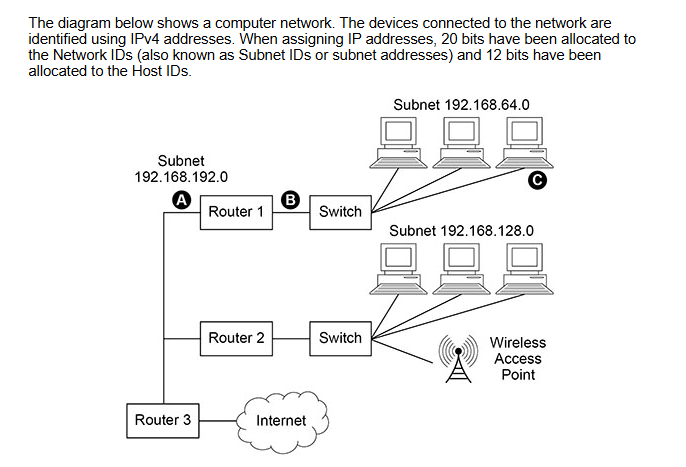 The diagram below shows a computer network. The devices connected to the network are
identified using IPv4 addresses. When assigning IP addresses, 20 bits have been allocated to
the Network IDs (also known as Subnet IDs or subnet addresses) and 12 bits have been
allocated to the Host IDs.
Subnet 192.168.64.0
Subnet
192.168.192.0
A
B
C
Router 1
Switch
Subnet 192.168.128.0
Router 2
Switch
Wireless
Access
Point
Router 3
Internet